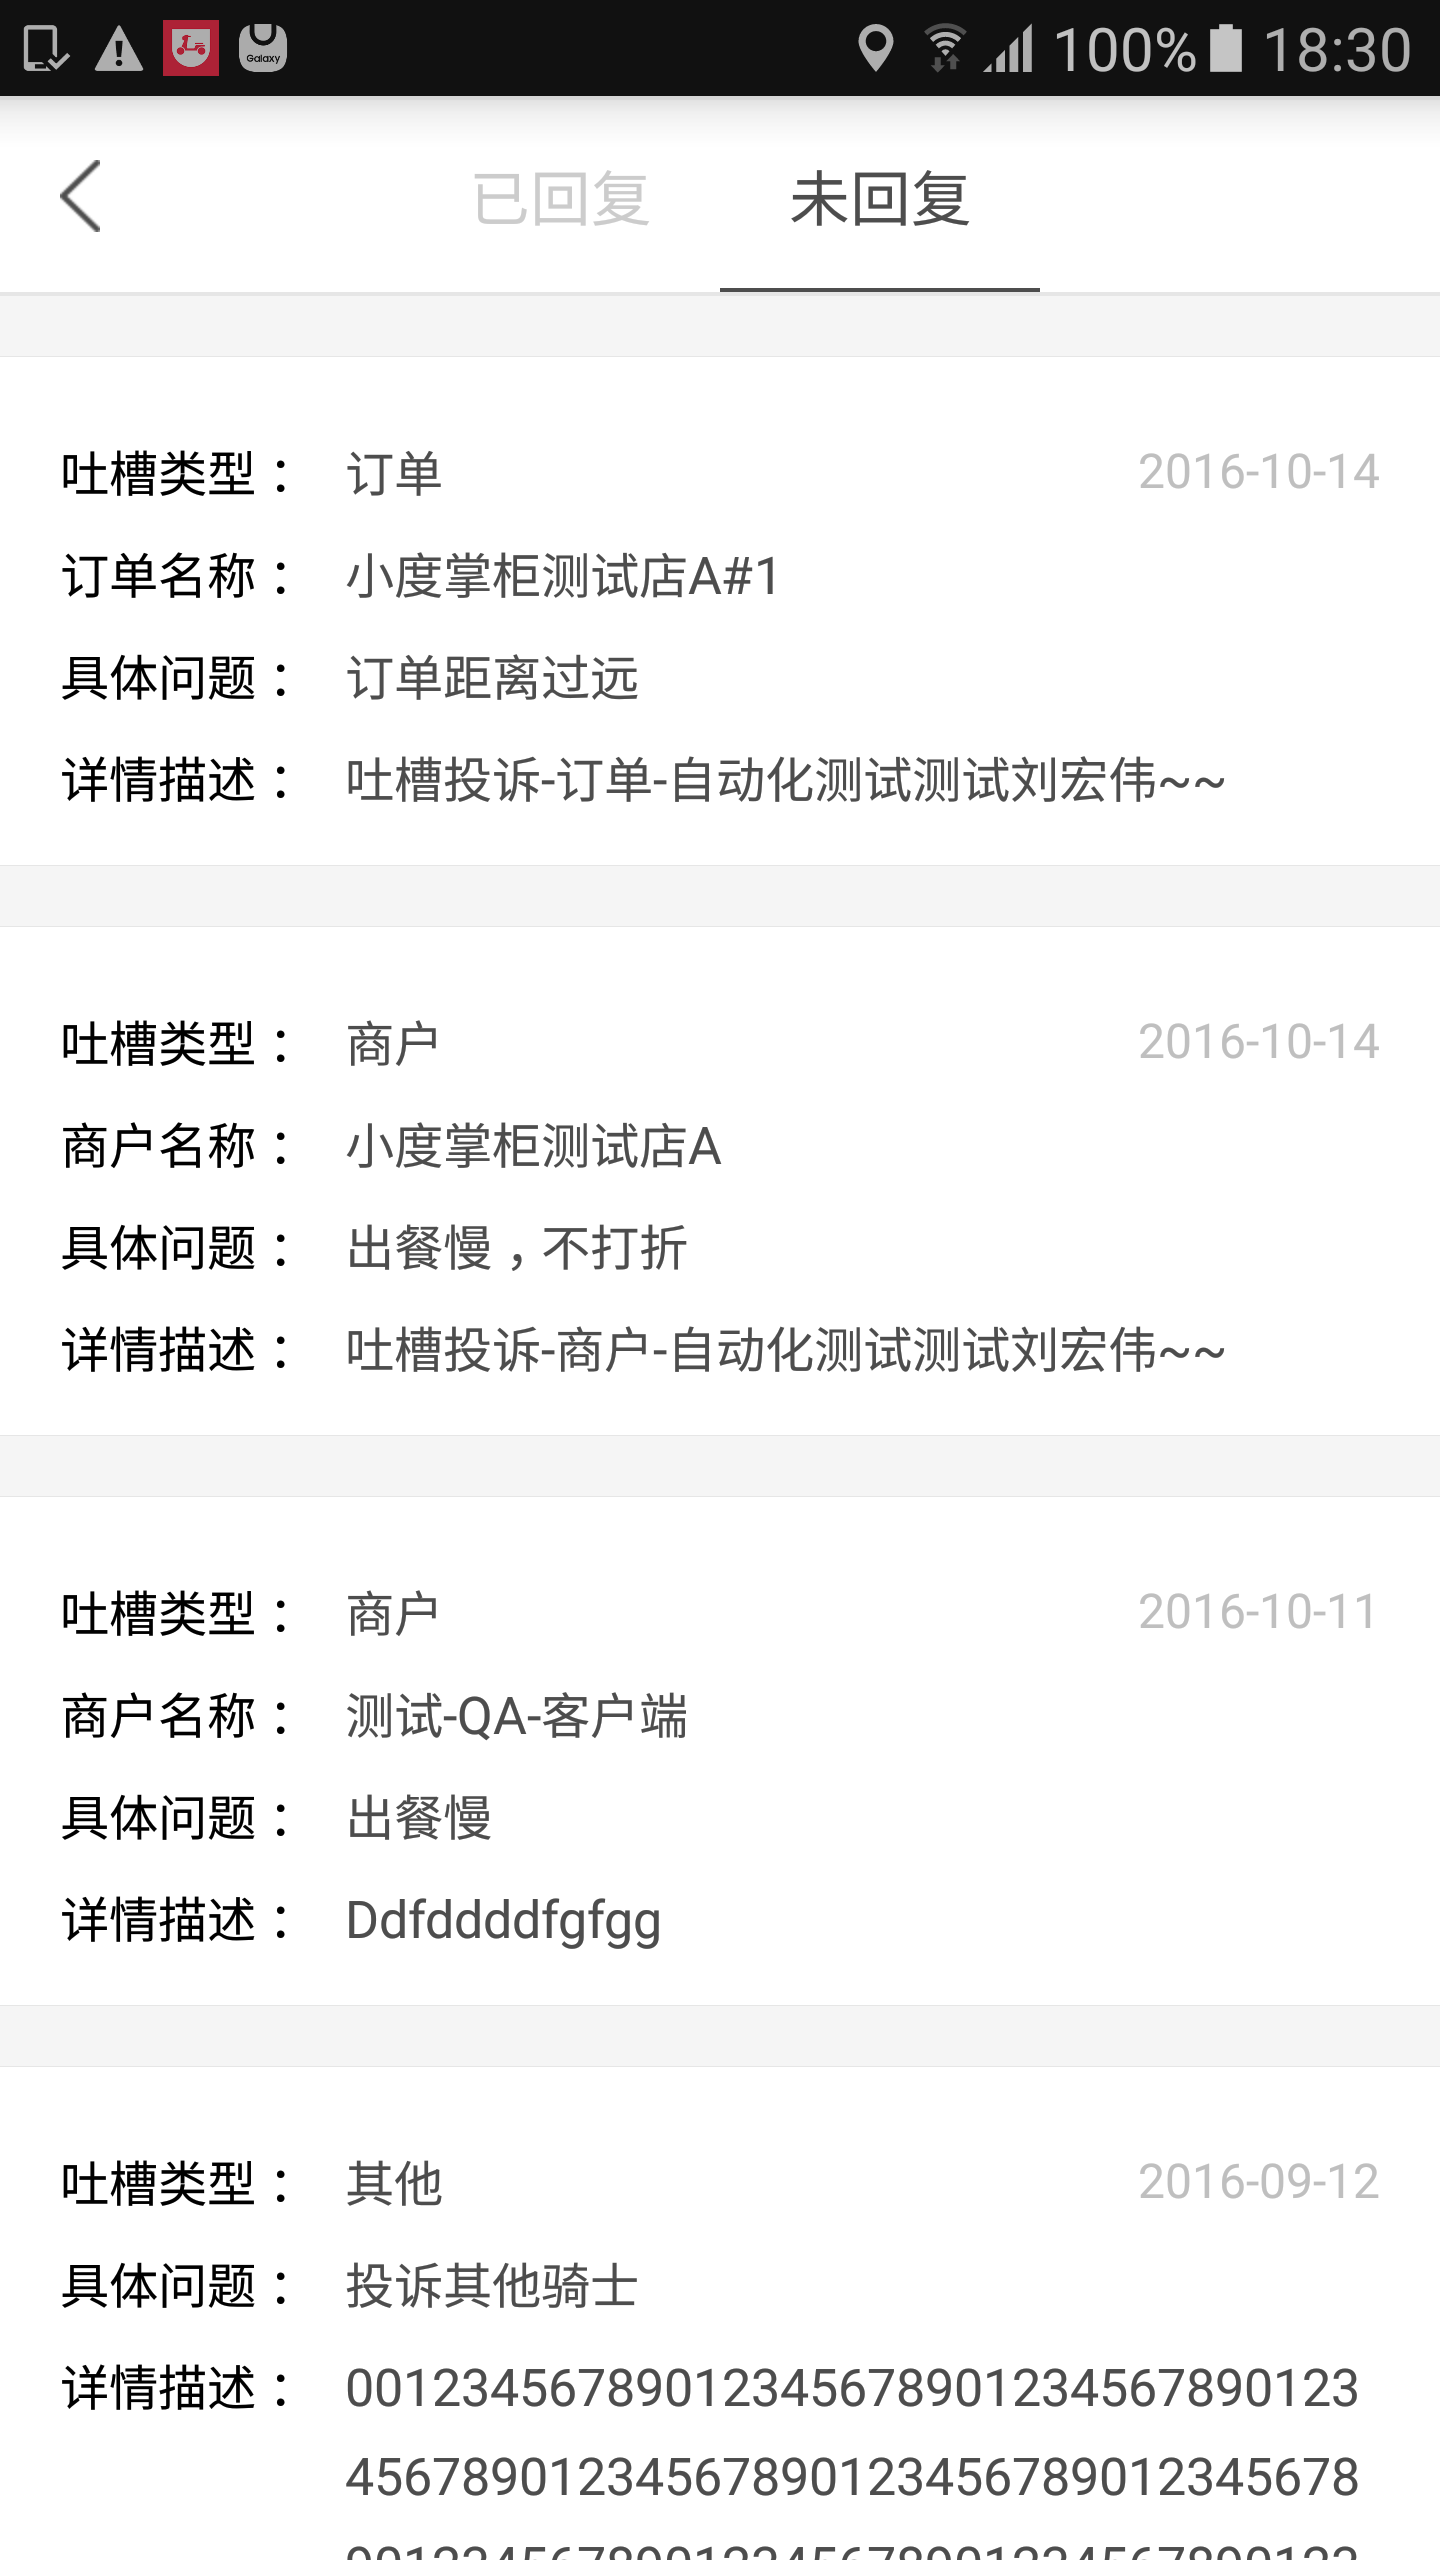 Galaxy
100% 18:30
已回复 未回复
吐槽类型： 订单 2016-10-14
订单名称： 小度掌柜测试店A#1
具体问题： 订单距离过远
详情描述： 吐槽投诉-订单-自动化测试测试刘宏伟~~
吐槽类型： 商户 2016-10-14
商户名称： 小度掌柜测试店A
具体问题： 出餐慢，不打折
详情描述： 吐槽投诉-商户-自动化测试测试刘宏伟~~
吐槽类型： 商户 2016-10-11
商户名称： 测试-QA-客户端
具体问题： 出餐慢
详情描述： Ddfddddfgfgg
吐槽类型： 其他 2016-09-12
具体问题： 投诉其他骑士
详情描述： 00123456789012345678901234567890123
45678901234567890123456789012345678